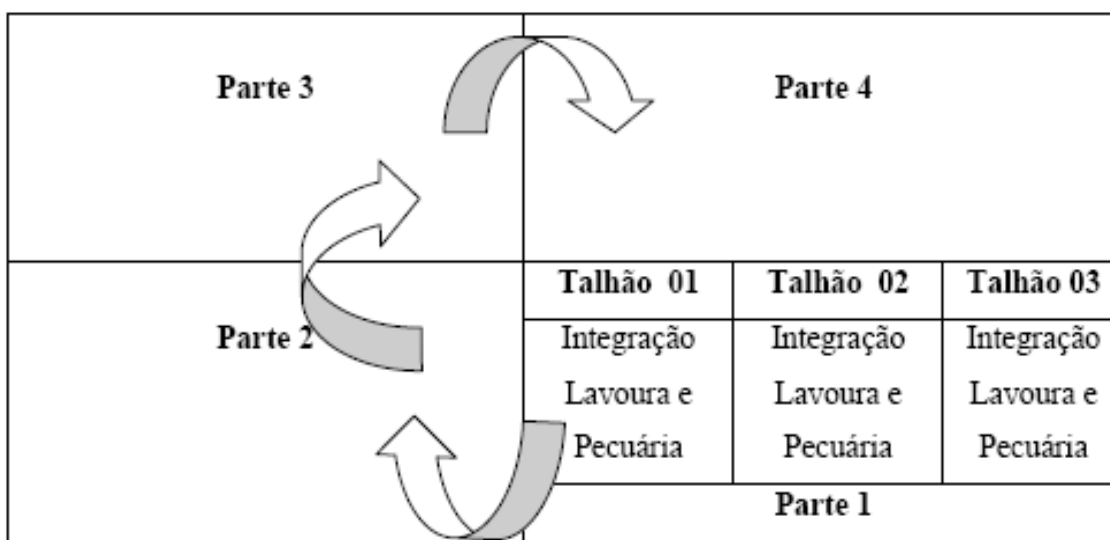 Parte 3
Parte 4
Parte 2
Talhão 01
Talhão 02
Talhão 03
Integração
Lavoura e
Pecuária
Integração
Lavoura e
Pecuária
Integração
Lavoura e
Pecuária
Parte 1